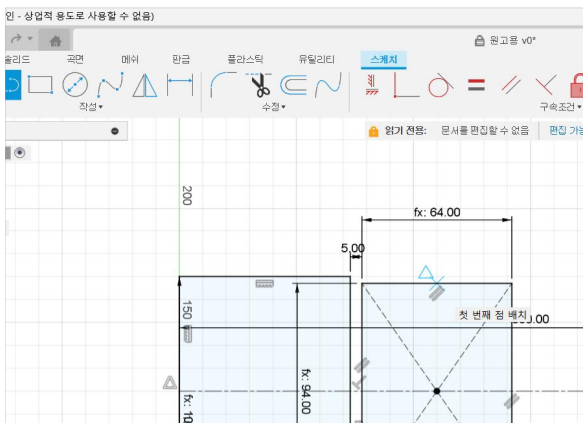 인 - 상업적 용도로 사용할 수 없음)
원고용 v0*
솔리드 곡면 메쉬 판금 플라스틱 유틸리티 스케치
작성 수정 구속조건
읽기 전용: 문서를 편집할 수 없음 편집 가능
200
fx: 64.00
5.00
첫 번째 점 배치
.00
150
fx: 94.00
fx: 10